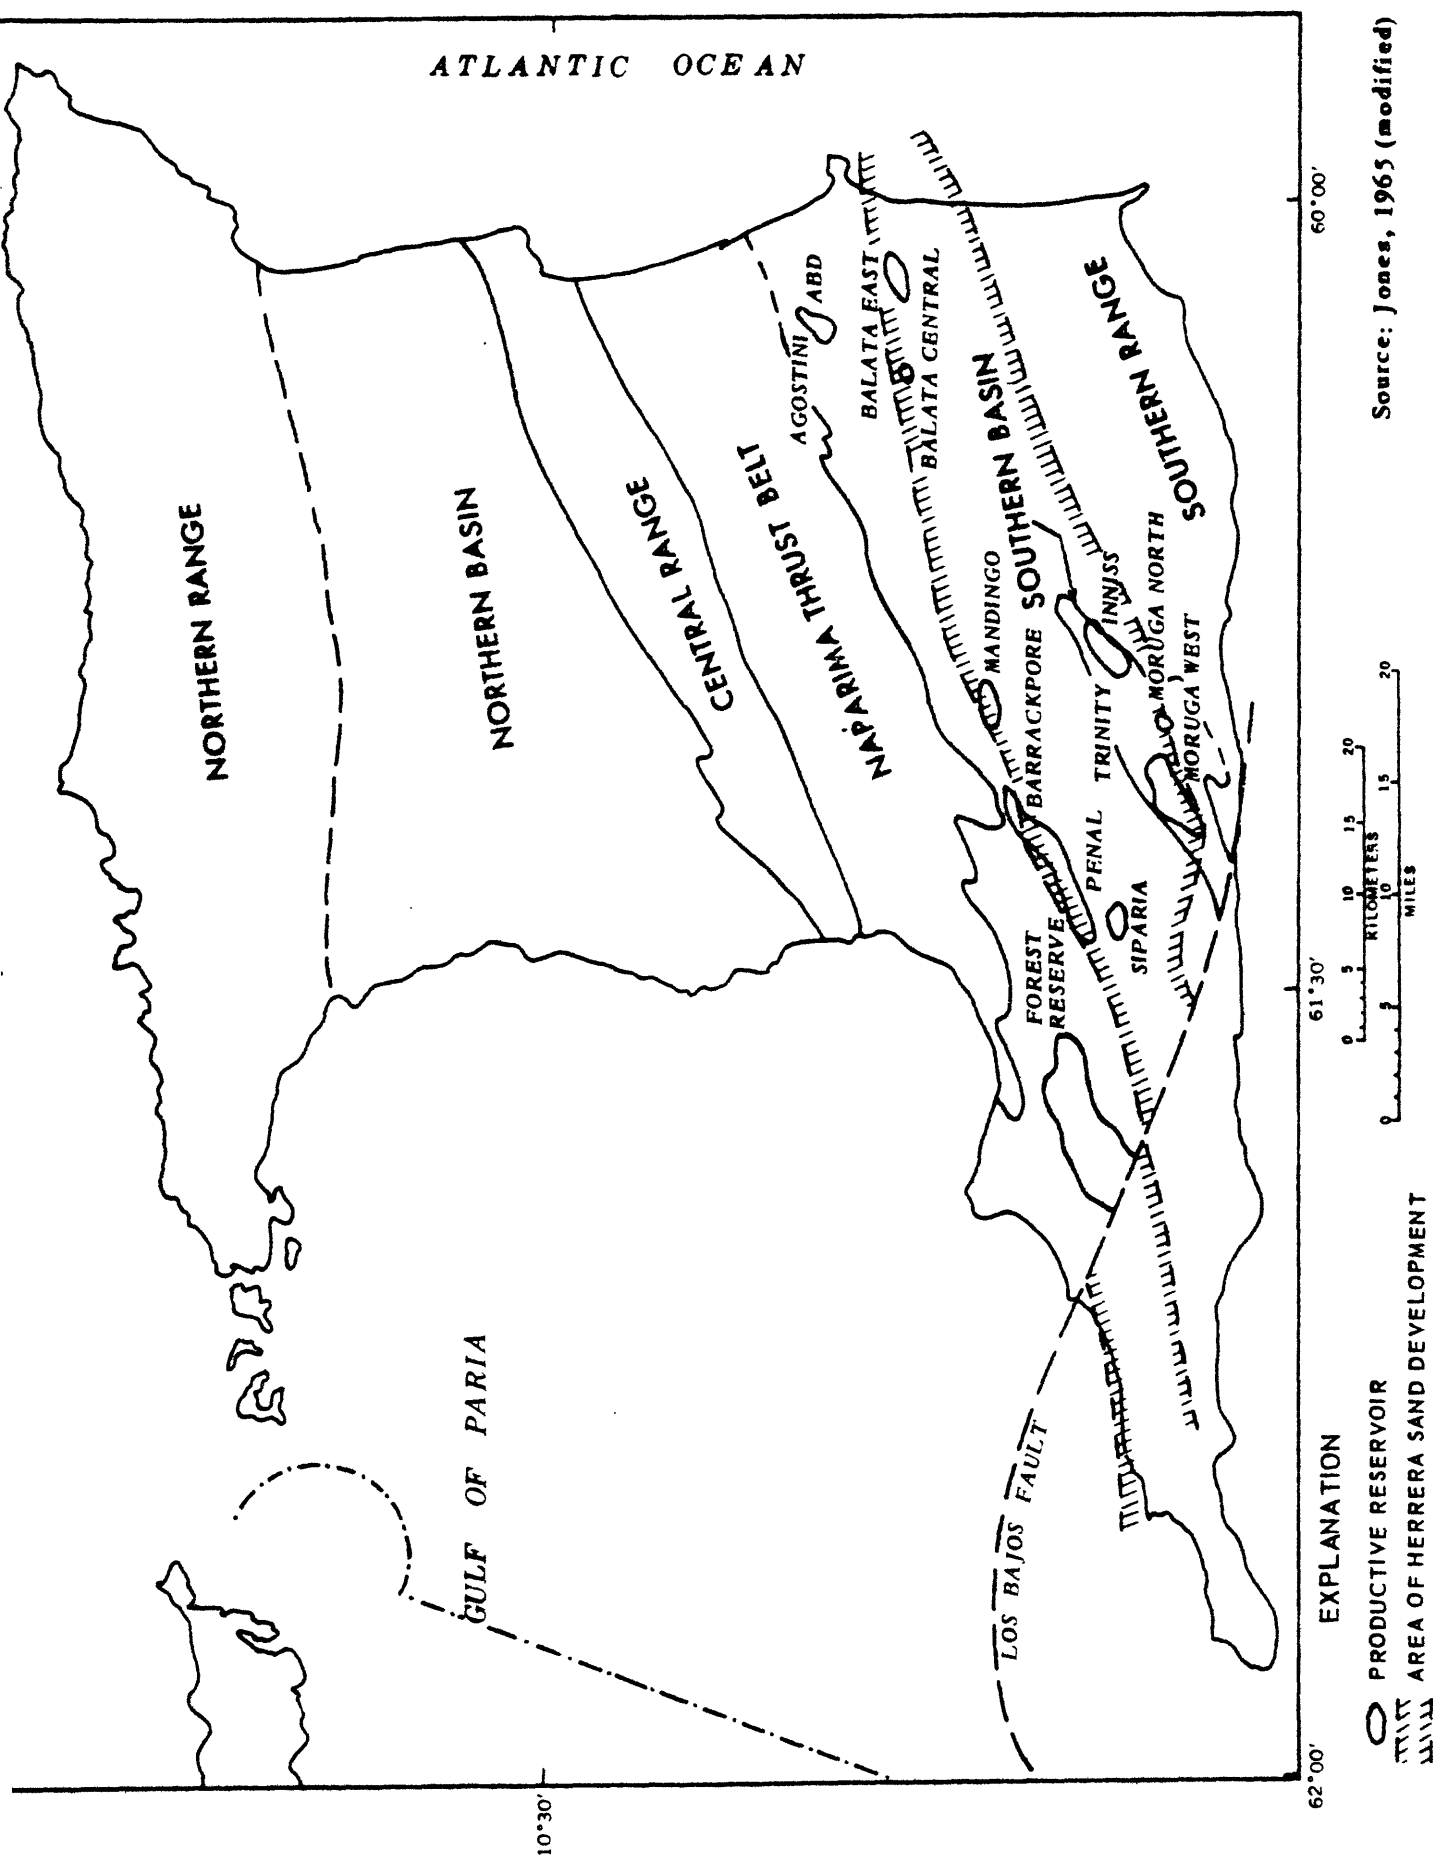 ATLANTIC OCEAN
NORTHERN RANGE
NORTHERN BASIN
CENTRAL RANGE
NAPARIMA THRUST BELT
AGOSTINI
ABD
BALATA EAST
BALATA CENTRAL
SOUTHERN BASIN
SOUTHERN RANGE
MANDINGO
BARRACKPORE
INNISS
TRINITY
MORUGA NORTH
MORUGA WEST
PENAL
SIPARIA
FOREST
RESERVE
GULF OF PARIA
LOS BAJOS FAULT
10°30'
62°00'
61°30'
60°00'
0 5 10 15 20
KILOMETERS
0 5 10 15 20
MILES
EXPLANATION
PRODUCTIVE RESERVOIR
AREA OF HERRERA SAND DEVELOPMENT
Source: Jones, 1965 (modified)